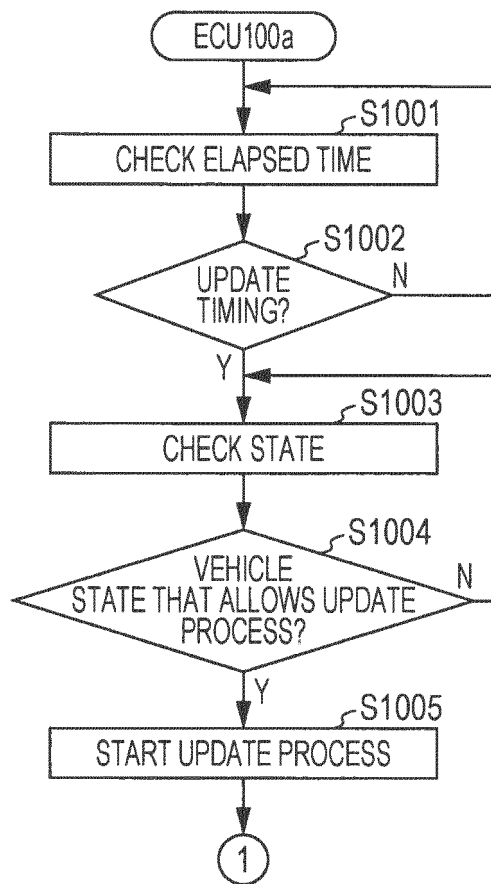 ECU100a
S1001
CHECK ELAPSED TIME
S1002
UPDATE
TIMING?
N
Y
S1003
CHECK STATE
S1004
VEHICLE
STATE THAT ALLOWS UPDATE
PROCESS?
N
Y
S1005
START UPDATE PROCESS
1